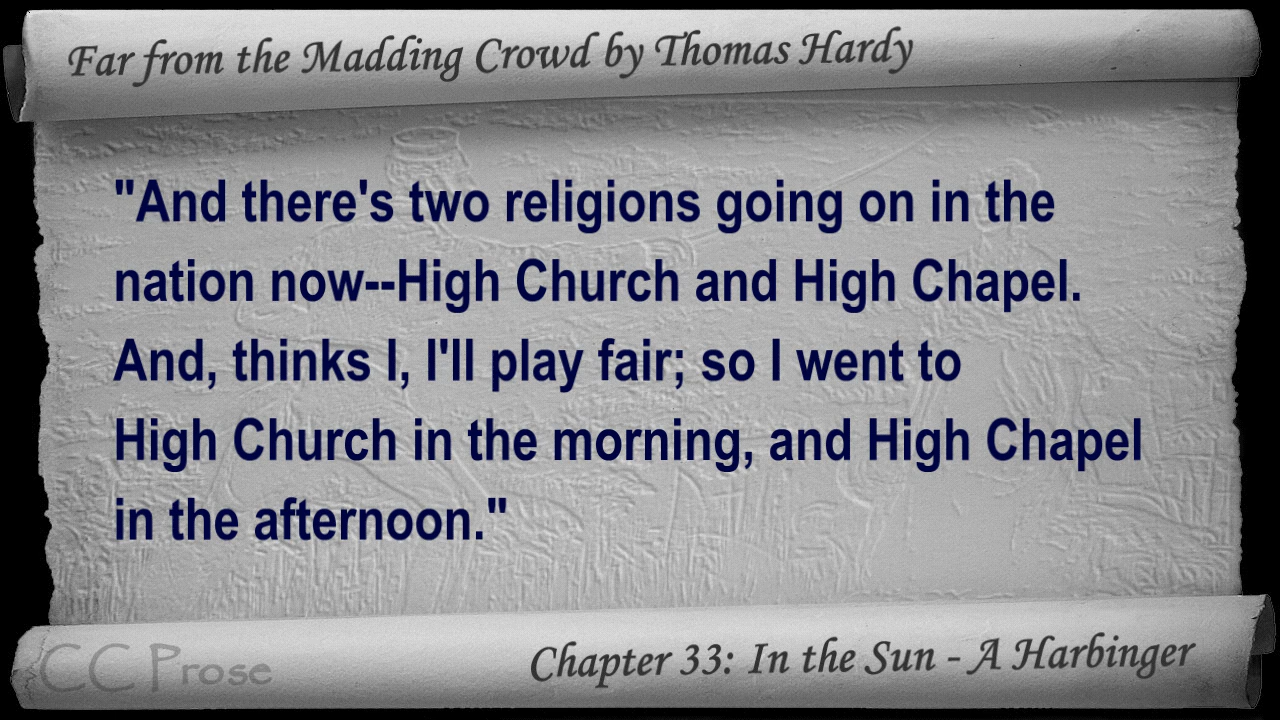 Far from the Madding Crowd by Thomas Hardy
"And there's two religions going on in the
nation now--High Church and High Chapel.
And, thinks I, I'll play fair; so I went to
High Church in the morning, and High Chapel
in the afternoon."
CC Prose
Chapter 33: In the Sun - A Harbinger